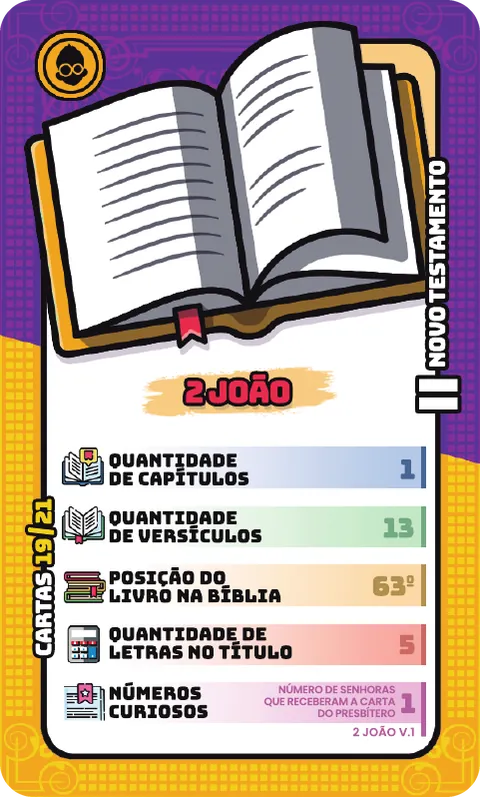 NOVO TESTAMENTO
2 JOÃO
QUANTIDADE
DE CAPÍTULOS
1
QUANTIDADE
DE VERSÍCULOS
13
POSIÇÃO DO
LIVRO NA BÍBLIA
63º
QUANTIDADE DE
LETRAS NO TÍTULO
5
NÚMEROS
CURIOSOS
NÚMERO DE SENHORAS
QUE RECEBERAM A CARTA
DO PRESBÍTERO
1
2 JOÃO V.1
CARTAS 19/21